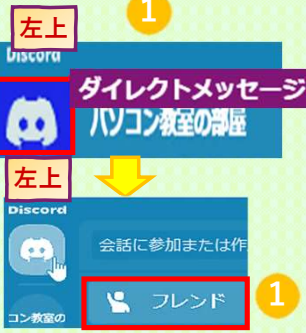 1
左上
Discord
ダイレクトメッセージ
パソコン教室の部屋
左上
Discord
会話に参加または作
フレンド
1
コン教室の